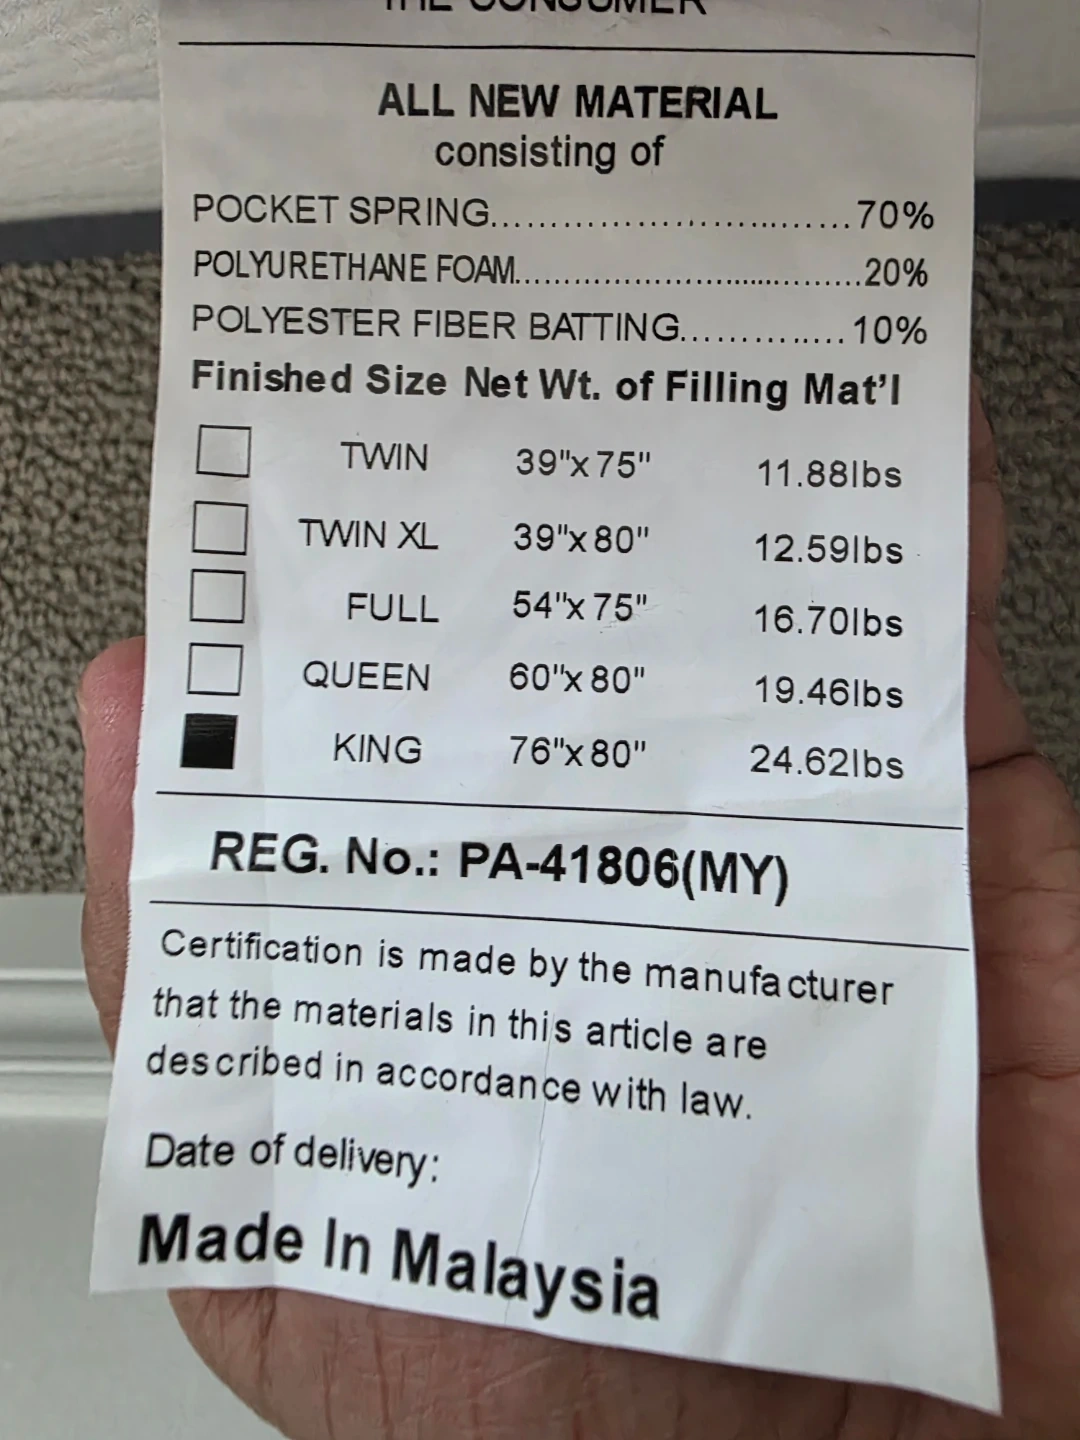 THE CONSUMER
ALL NEW MATERIAL
consisting of
POCKET SPRING..................................70%
POLYURETHANE FOAM..................................20%
POLYESTER FIBER BATTING..............10%
Finished Size Net Wt. of Filling Mat'l
TWIN 39"x75" 11.88lbs
TWIN XL 39"x80" 12.59lbs
FULL 54"x75" 16.70lbs
QUEEN 60"x80" 19.46lbs
KING 76"x80" 24.62lbs
REG. No.: PA-41806(MY)
Certification is made by the manufacturer
that the materials in this article are
described in accordance with law.
Date of delivery:
Made In Malaysia